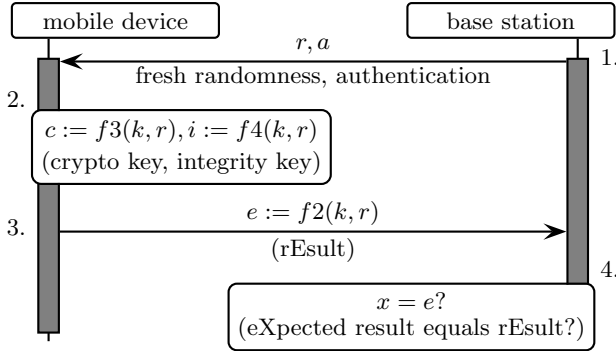 mobile device
base station
r, a
1.
fresh randomness, authentication
2.
c := f3(k, r), i := f4(k, r)
(crypto key, integrity key)
e := f2(k, r)
3.
(rEsult)
4.
x = e?
(eXpected result equals rEsult?)